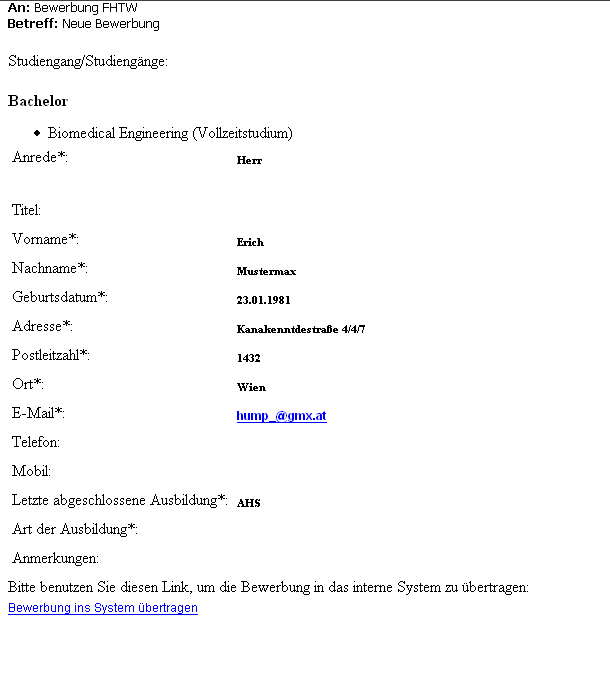 An: Bewerbung FHTW
Betreff: Neue Bewerbung
Studiengang/Studiengänge:
Bachelor
• Biomedical Engineering (Vollzeitstudium)
Anrede*: Herr
Titel:
Vorname*: Erich
Nachname*: Mustermax
Geburtsdatum*: 23.01.1981
Adresse*: Kanakenntdestraße 4/4/7
Postleitzahl*: 1432
Ort*: Wien
E-Mail*: hump_@gmx.at
Telefon:
Mobil:
Letzte abgeschlossene Ausbildung*: AHS
Art der Ausbildung*:
Anmerkungen:
Bitte benutzen Sie diesen Link, um die Bewerbung in das interne System zu übertragen:
Bewerbung ins System übertragen